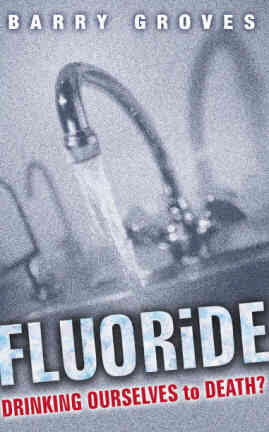 BARRY GROVES
FLUORiDE
DRINKING OURSELVES to DEATH?